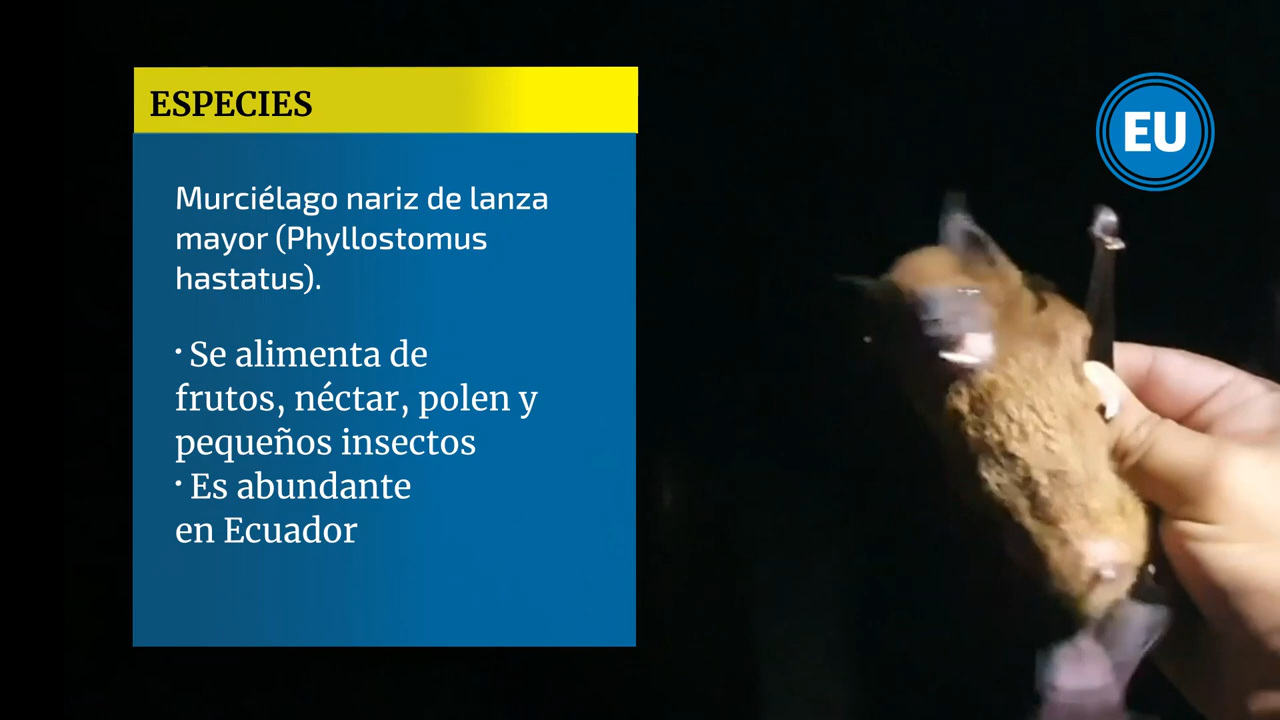 ESPECIES
Murciélago nariz de lanza
mayor (Phyllostomus
hastatus).
· Se alimenta de
frutos, néctar, polen y
pequeños insectos
· Es abundante
en Ecuador
EU